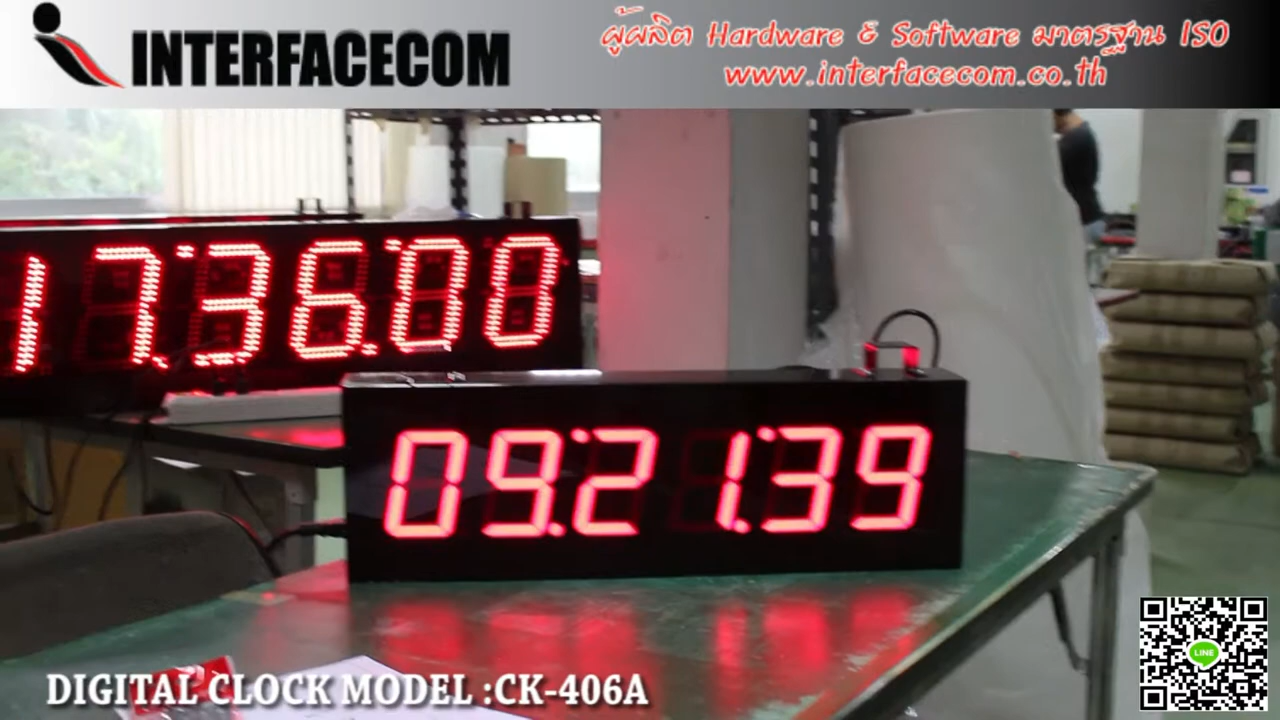 INTERFACECOM
ผู้ผลิต Hardware & Software มาตรฐาน ISO
www.interfacecom.co.th
17:36:00
09:21:39
DIGITAL CLOCK MODEL :CK-406A
LINE